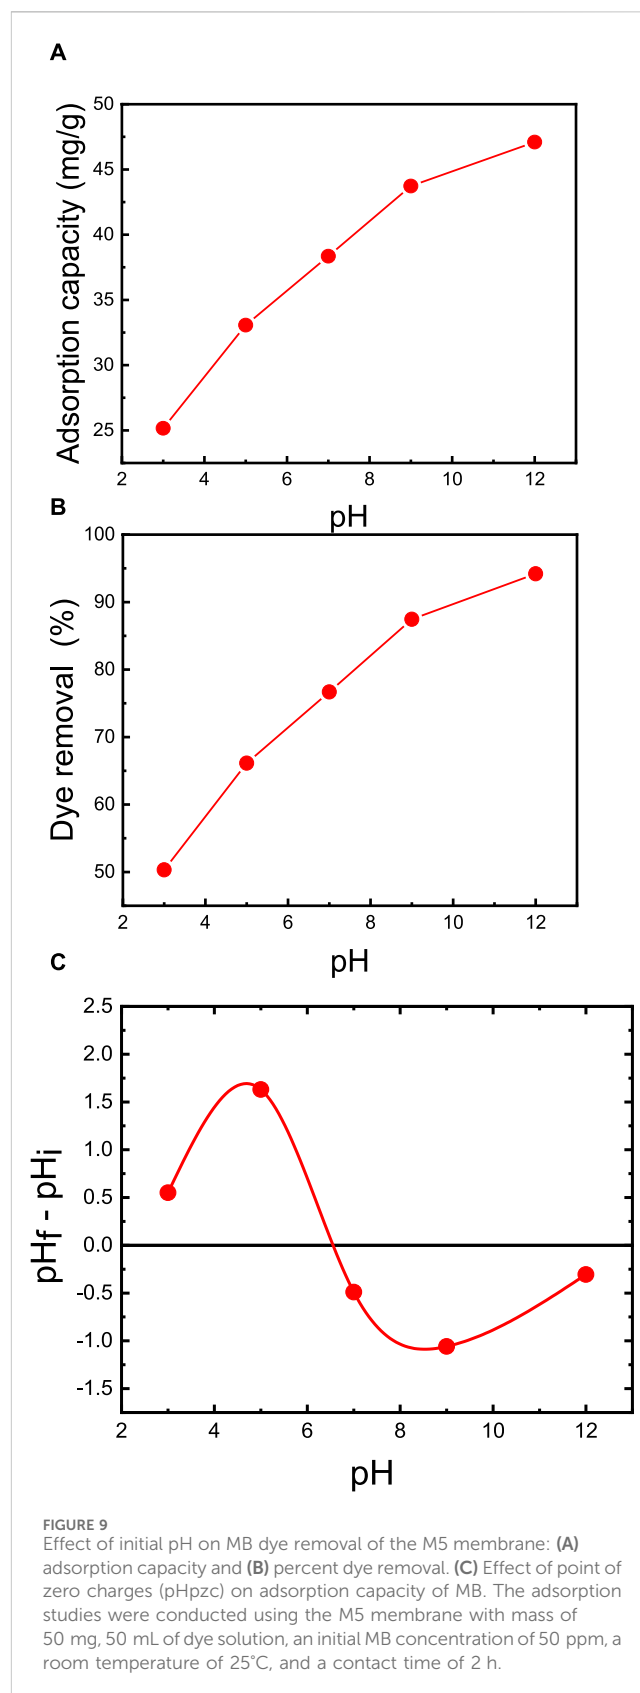 A
Adsorption capacity (mg/g)
50
45
40
35
30
25
2 4 6 8 10 12
pH
B
Dye removal (%)
100
90
80
70
60
50
2 4 6 8 10 12
pH
C
pHf - pHi
2.5
2.0
1.5
1.0
0.5
0.0
-0.5
-1.0
-1.5
2 4 6 8 10 12
pH
FIGURE 9
Effect of initial pH on MB dye removal of the M5 membrane: (A)
adsorption capacity and (B) percent dye removal. (C) Effect of point of
zero charges (pHpzc) on adsorption capacity of MB. The adsorption
studies were conducted using the M5 membrane with mass of
50 mg, 50 mL of dye solution, an initial MB concentration of 50 ppm, a
room temperature of 25°C, and a contact time of 2 h.